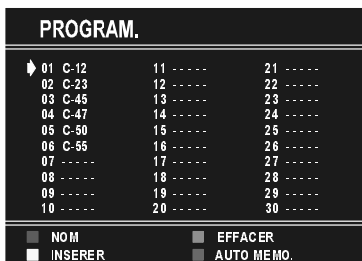 PROGRAM.
01 C-12 11 ----- 21 -----
02 C-23 12 ----- 22 -----
03 C-45 13 ----- 23 -----
04 C-47 14 ----- 24 -----
05 C-50 15 ----- 25 -----
06 C-55 16 ----- 26 -----
07 ----- 17 ----- 27 -----
08 ----- 18 ----- 28 -----
09 ----- 19 ----- 29 -----
10 ----- 20 ----- 30 -----
NOM EFFACER
INSERER AUTO MEMO.